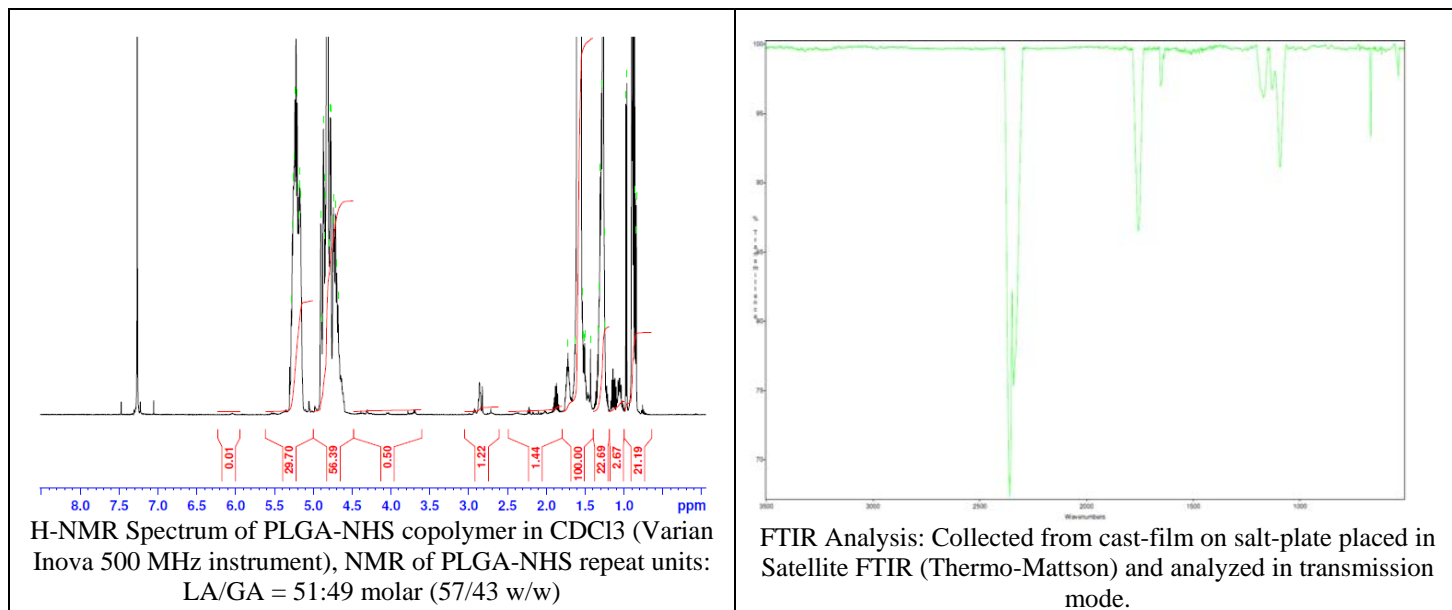 0.01
29.70
56.39
0.50
1.22
1.44
100.00
22.69
2.67
21.19
8.0 7.5 7.0 6.5 6.0 5.5 5.0 4.5 4.0 3.5 3.0 2.5 2.0 1.5 1.0 ppm
H-NMR Spectrum of PLGA-NHS copolymer in CDCl3 (Varian
Inova 500 MHz instrument), NMR of PLGA-NHS repeat units:
LA/GA = 51:49 molar (57/43 w/w)
100
95
90
85
80
75
70
% Transmittance
3500 3000 2500 2000 1500 1000
Wavenumbers
FTIR Analysis: Collected from cast-film on salt-plate placed in
Satellite FTIR (Thermo-Mattson) and analyzed in transmission
mode.